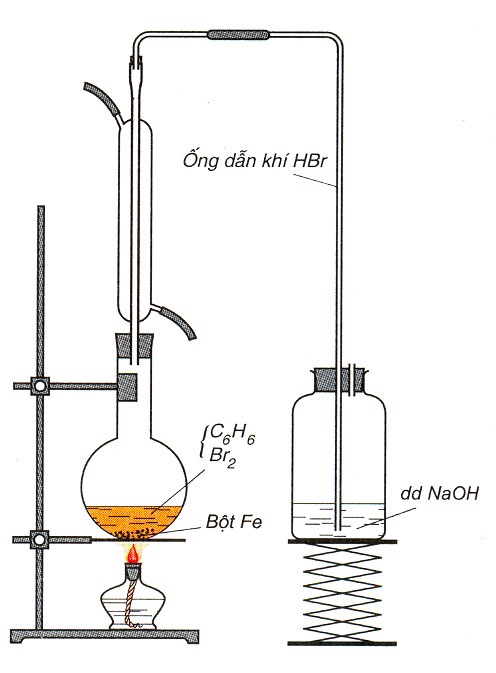 Ống dẫn khí HBr
C₆H₆
Br₂
dd NaOH
Bột Fe